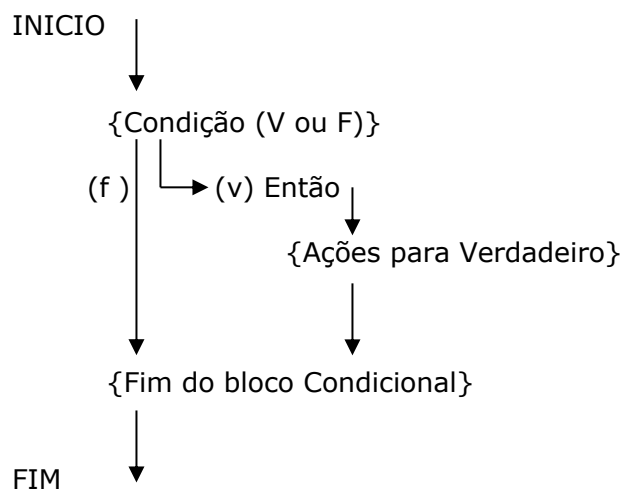 INICIO
{Condição (V ou F)}
(f ) (v) Então
{Ações para Verdadeiro}
{Fim do bloco Condicional}
FIM